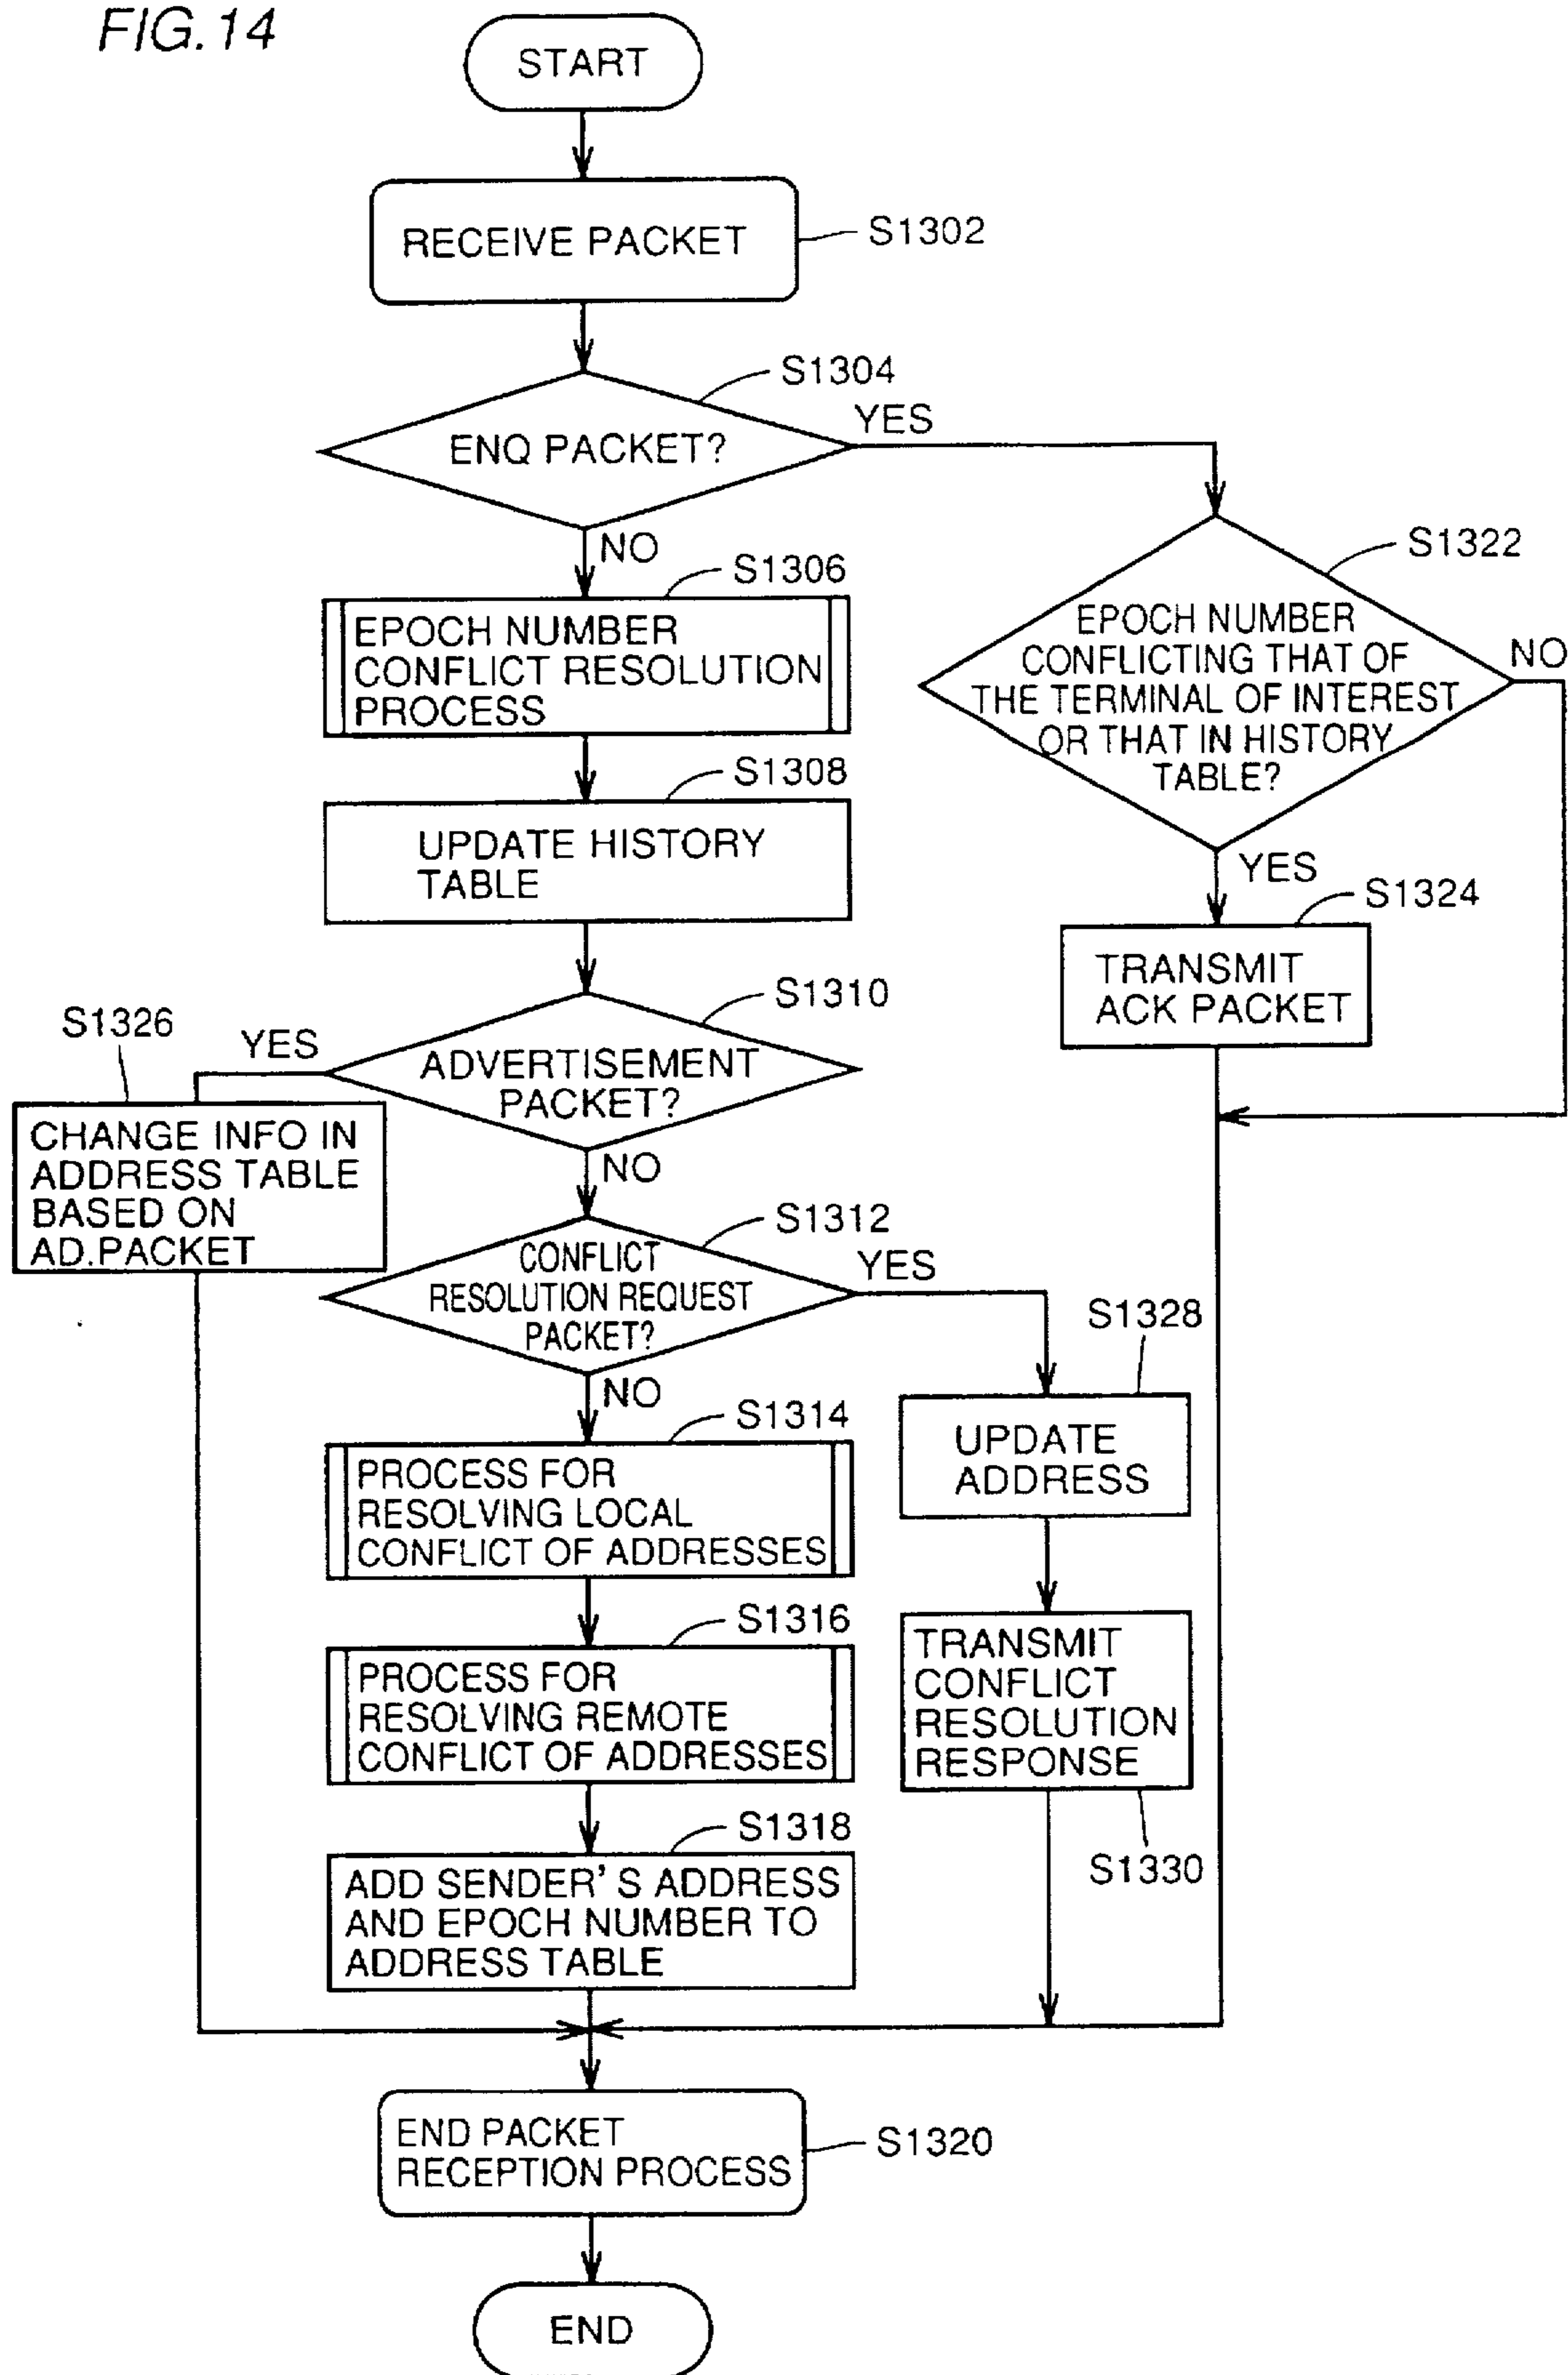 FIG.14
START
RECEIVE PACKET
S1302
S1304
ENQ PACKET?
YES
NO
S1322
EPOCH NUMBER
CONFLICTING THAT OF
THE TERMINAL OF INTEREST
OR THAT IN HISTORY
TABLE?
NO
YES
S1324
TRANSMIT
ACK PACKET
S1306
EPOCH NUMBER
CONFLICT RESOLUTION
PROCESS
S1308
UPDATE HISTORY
TABLE
S1310
ADVERTISEMENT
PACKET?
YES
S1326
CHANGE INFO IN
ADDRESS TABLE
BASED ON
AD.PACKET
NO
S1312
CONFLICT
RESOLUTION REQUEST
PACKET?
YES
S1328
UPDATE
ADDRESS
TRANSMIT
CONFLICT
RESOLUTION
RESPONSE
S1330
NO
S1314
PROCESS FOR
RESOLVING LOCAL
CONFLICT OF ADDRESSES
S1316
PROCESS FOR
RESOLVING REMOTE
CONFLICT OF ADDRESSES
S1318
ADD SENDER'S ADDRESS
AND EPOCH NUMBER TO
ADDRESS TABLE
END PACKET
RECEPTION PROCESS
S1320
END